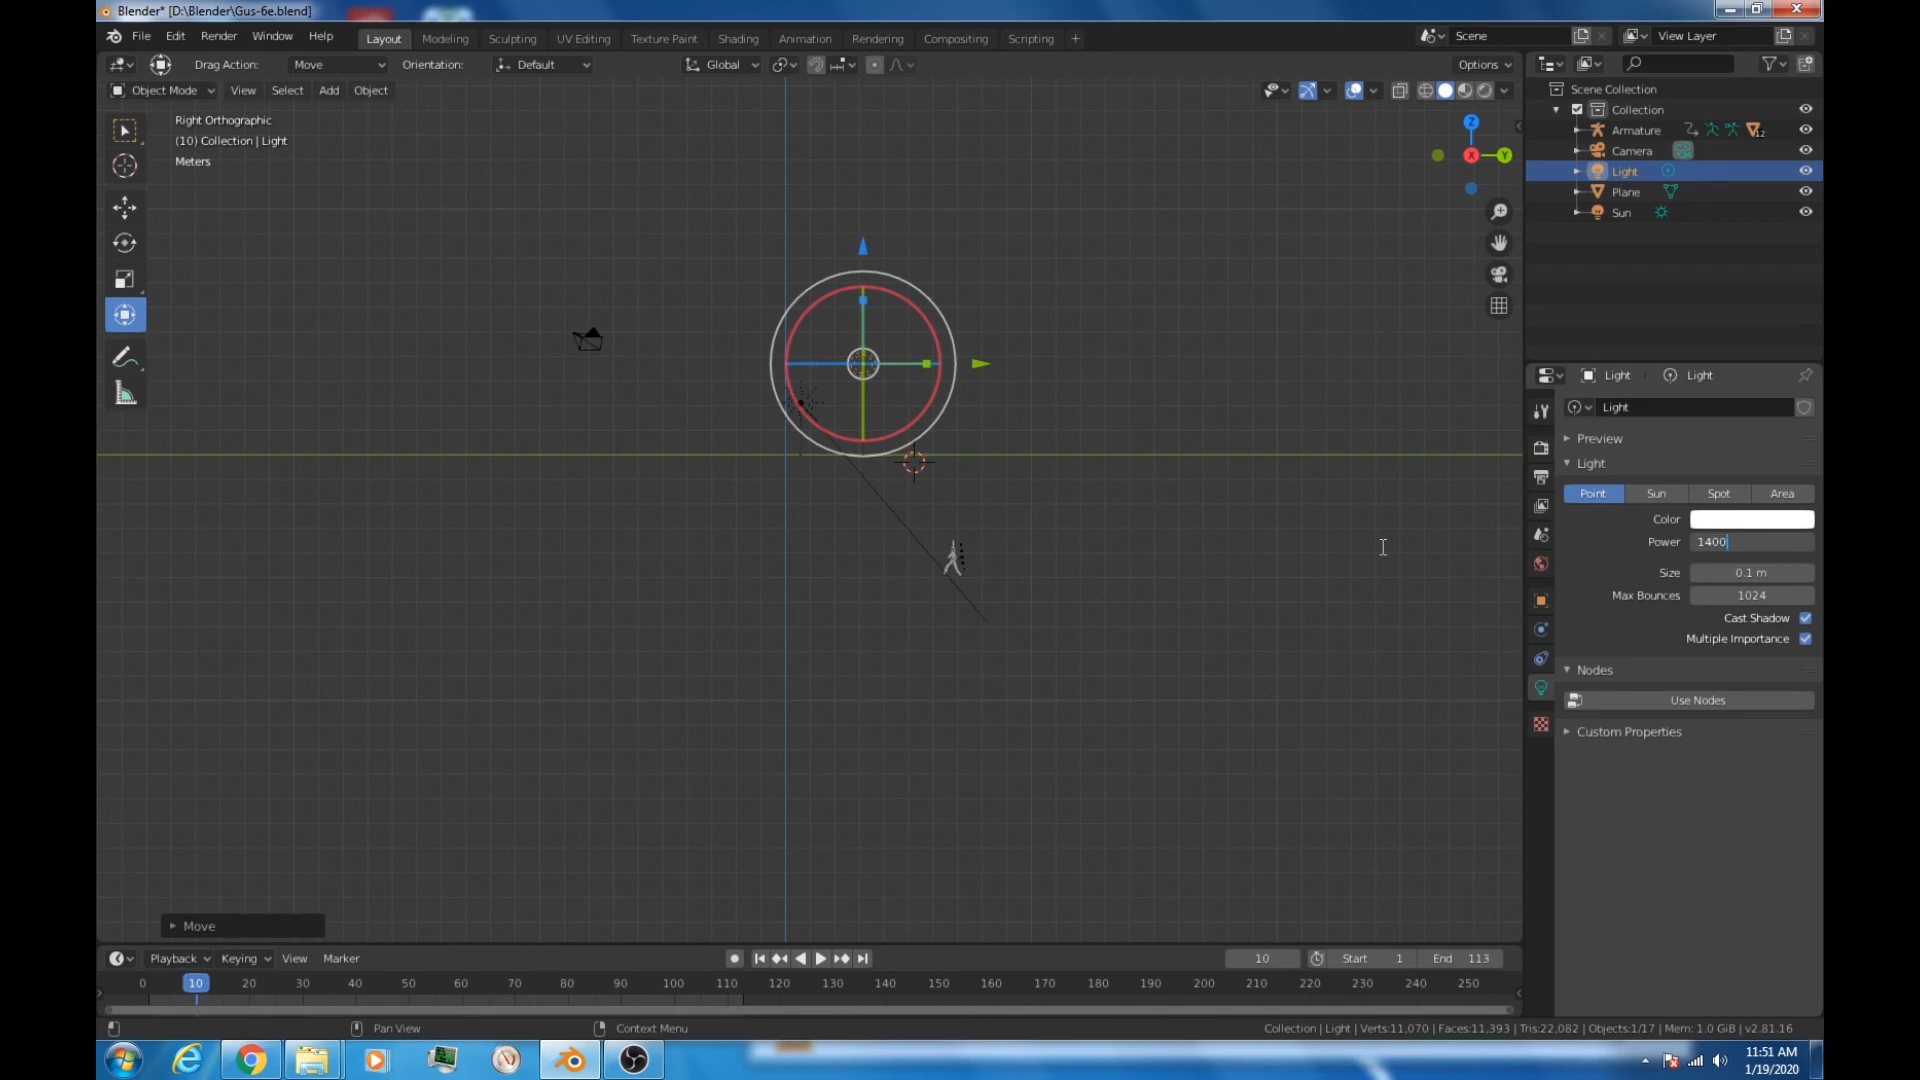 Blender* [D:\Blender\Gus-6e.blend]
File Edit Render Window Help Layout Modeling Sculpting UV Editing Texture Paint Shading Animation Rendering Compositing Scripting + Scene View Layer
Drag Action: Move Orientation: Default Global Options
Object Mode View Select Add Object
Right Orthographic
(10) Collection | Light
Meters
Z
X
Y
Scene Collection
Collection
Armature 12
Camera
Light
Plane
Sun
Light Light
Light
Preview
Light
Point Sun Spot Area
Color
Power 1400
Size 0.1 m
Max Bounces 1024
Cast Shadow
Multiple Importance
Nodes
Use Nodes
Custom Properties
Move
Playback Keying View Marker 10 Start 1 End 113
0 10 20 30 40 50 60 70 80 90 100 110 120 130 140 150 160 170 180 190 200 210 220 230 240 250
Pan View Context Menu Collection | Light | Verts:11,070 | Faces:11,393 | Tris:22,082 | Objects:1/17 | Mem: 1.0 GiB | v2.81.16
11:51 AM
1/19/2020